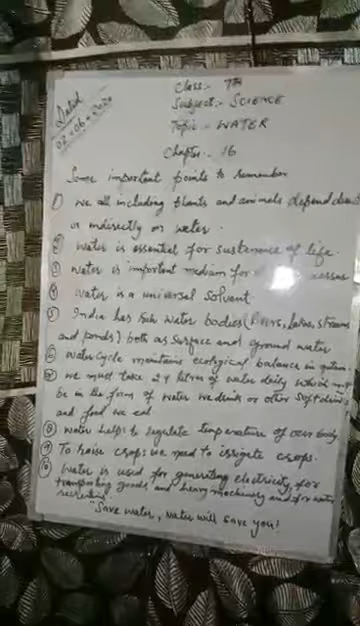 Dated
02-06-2020
Class:- 7th
Subject:- SCIENCE
Topic:- WATER
Chapter:- 16
Some important points to remember
① We all including plants and animals depend
or indirectly on water.
② Water is essential for sustenance of life.
③ Water is important medium for
④ Water is a universal solvent.
⑤ India has rich water bodies (Rivers, lakes, streams
and ponds) both as surface and ground water
⑥ Water cycle maintains ecological balance in
we must take litres of water daily which
be in the form of water we drink or other soft drinks
and food we eat.
⑧ Water helps to regulate temperature of our body
⑨ To raise crops we need to irrigate crops.
⑩ Water is used for generating electricity, for
transporting goods and heavy machinery and for water
recreation.
"Save water, water will save you!